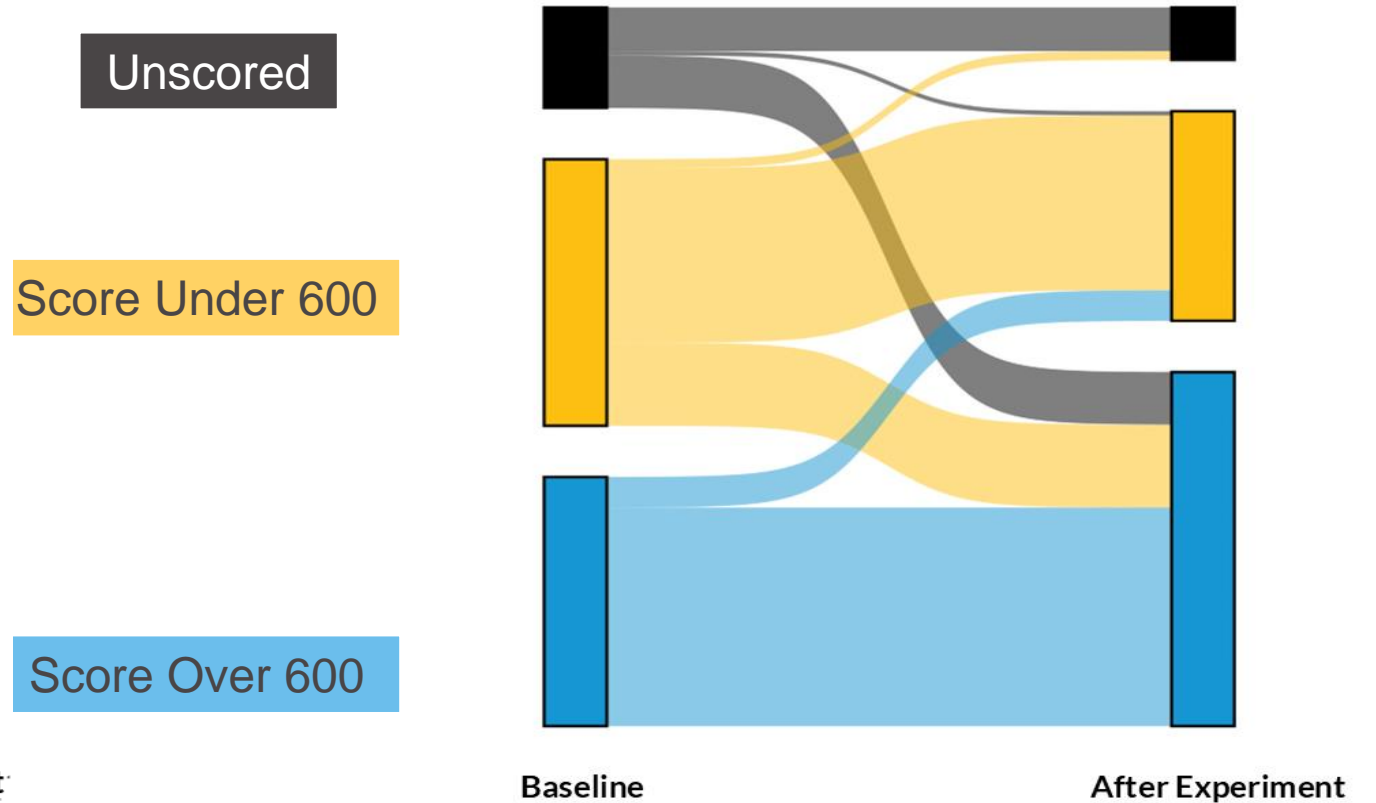 Unscored
Score Under 600
Score Over 600
Baseline
After Experiment